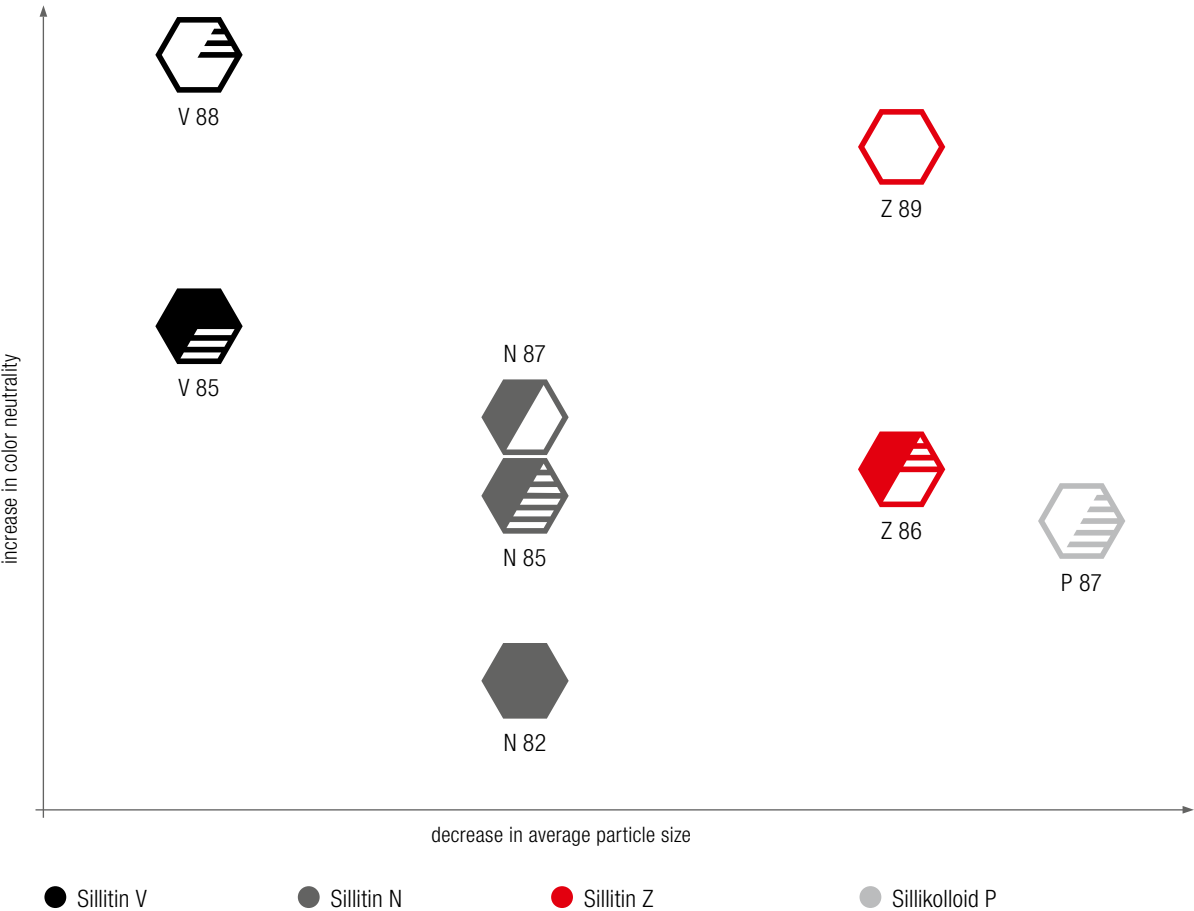 V 88
Z 89
N 87
V 85
N 85
Z 86
P 87
N 82
increase in color neutrality
decrease in average particle size
Sillitin V
Sillitin N
Sillitin Z
Sillikolloid P